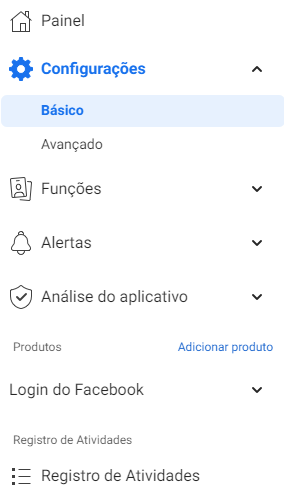 Painel
Configurações
Básico
Avançado
Funções
Alertas
Análise do aplicativo
Produtos Adicionar produto
Login do Facebook
Registro de Atividades
Registro de Atividades